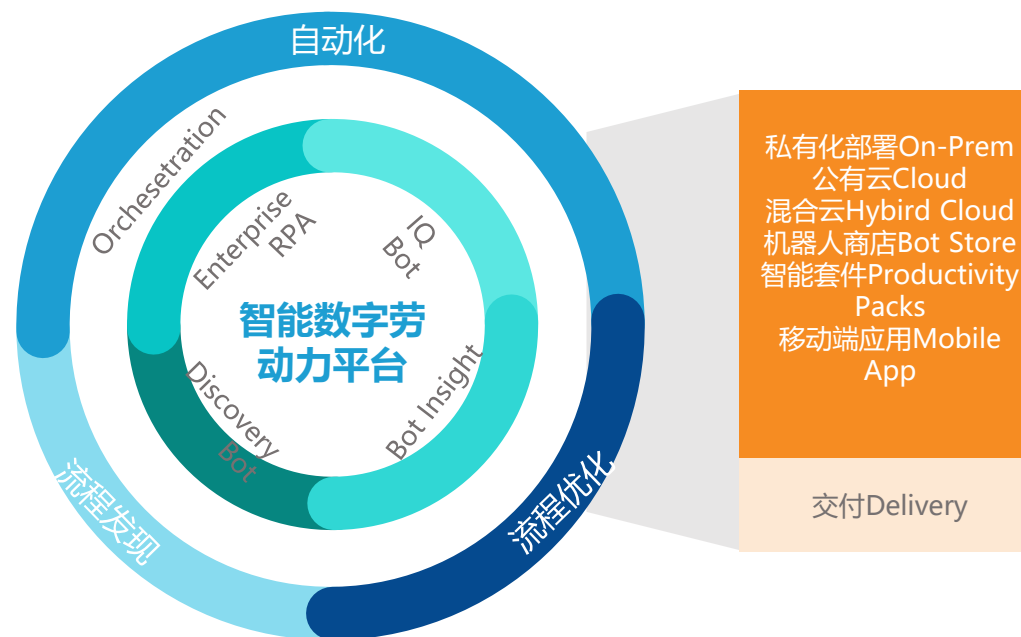 自动化
Orchesetration
Enterprise
RPA
IQ
Bot
智能数字劳
动力平台
Discovery
Bot
Bot Insight
流程发现
流程优化
私有化部署On-Prem
公有云Cloud
混合云Hybird Cloud
机器人商店Bot Store
智能套件Productivity
Packs
移动端应用Mobile
App
交付Delivery